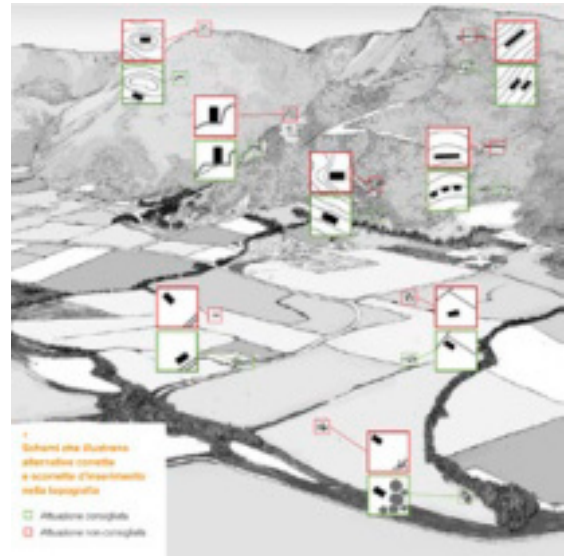 Schemi che illustrano
alternative corrette
e scorrette d'inserimento
nella topografia
Attuazione consigliata
Attuazione non-consigliata